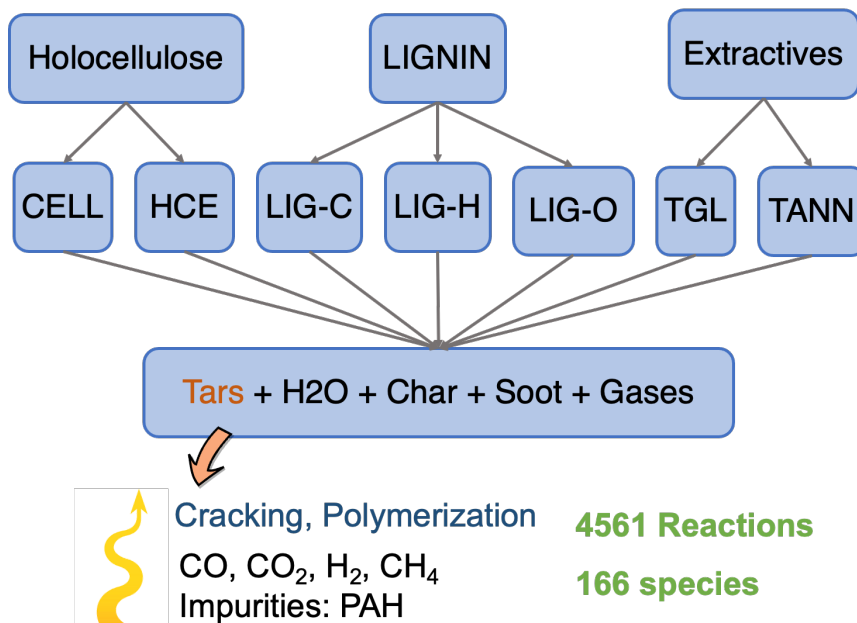 Holocellulose
LIGNIN
Extractives
CELL
HCE
LIG-C
LIG-H
LIG-O
TGL
TANN
Tars + H2O + Char + Soot + Gases
Cracking, Polymerization
4561 Reactions
CO, CO₂, H₂, CH₄
166 species
Impurities: PAH